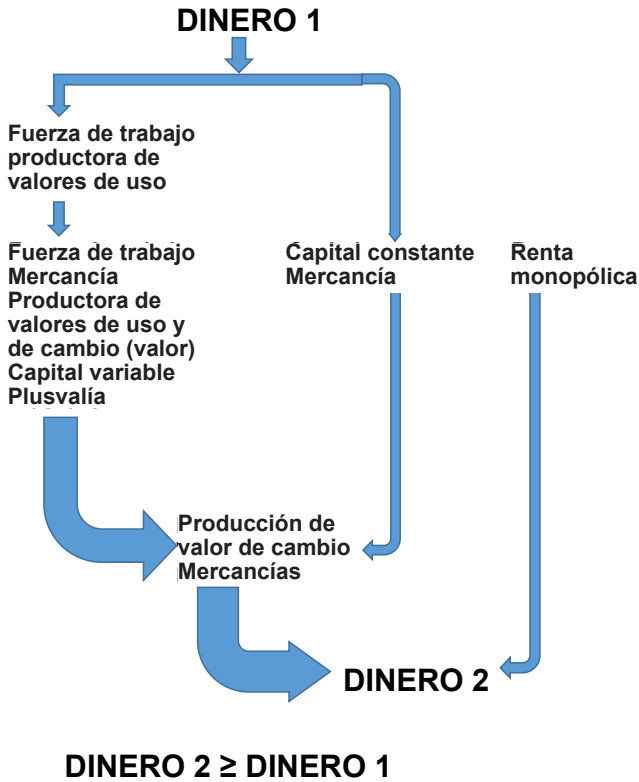 DINERO 1
Fuerza de trabajo
productora de
valores de uso
Fuerza de trabajo
Mercancía
Productora de
valores de uso y
de cambio (valor)
Capital variable
Plusvalía
Capital constante
Mercancía
Renta
monopólica
Producción de
valor de cambio
Mercancías
DINERO 2
DINERO 2 ≥ DINERO 1